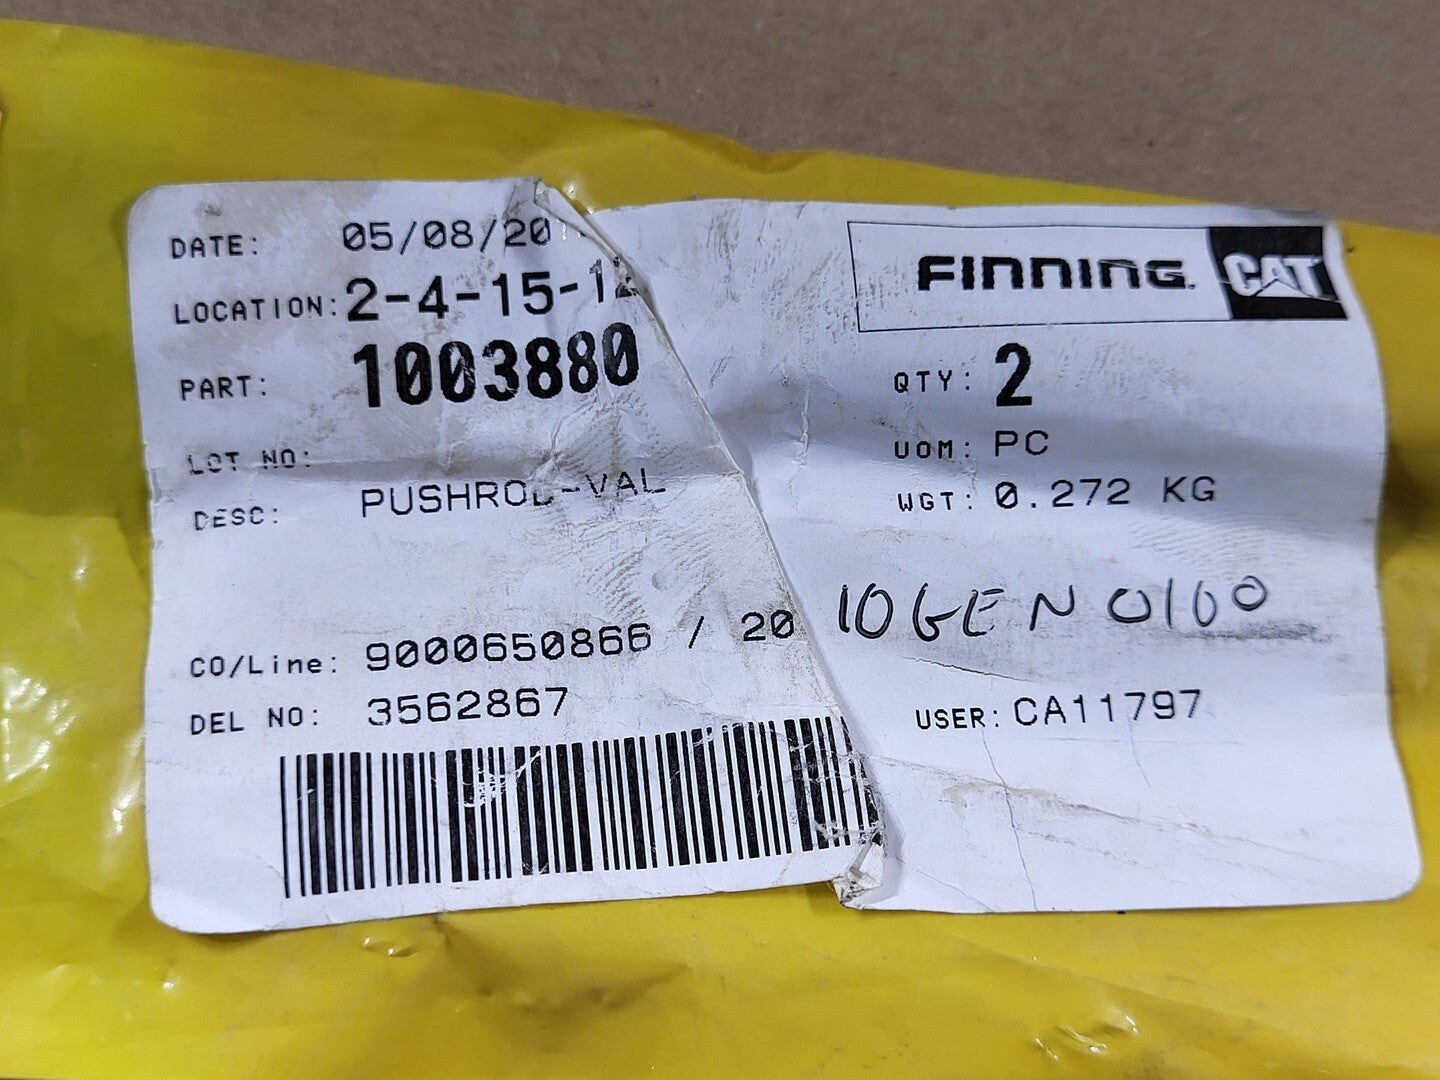 DATE: 05/08/20
LOCATION: 2-4-15-12
PART: 1003880
LOT NO:
DESC: PUSHROD-VAL
CO/Line: 9000650866 / 20
DEL NO: 3562867
FINNING. CAT
QTY: 2
UOM: PC
WGT: 0.272 KG
10GEN0160
USER: CA11797